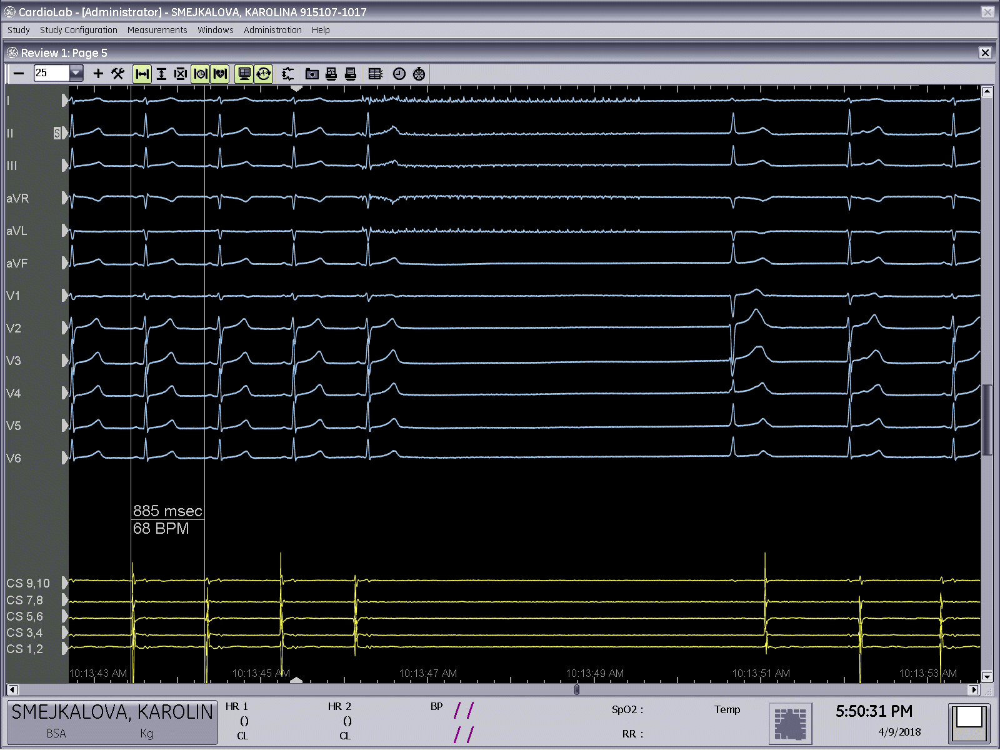 CardioLab - [Administrator] - SMEJKALOVA, KAROLINA 915107-1017
Study Study Configuration Measurements Windows Administration Help
Review 1: Page 5
25
I
II
S
III
aVR
aVL
aVF
V1
V2
V3
V4
V5
V6
885 msec
68 BPM
CS 9,10
CS 7,8
CS 5,6
CS 3,4
CS 1,2
10:13:43 AM 10:13:45 AM 10:13:47 AM 10:13:49 AM 10:13:51 AM 10:13:53 AM
SMEJKALOVA, KAROLIN
BSA Kg
HR 1
()
CL
HR 2
()
CL
BP
/ /
/ /
SpO2 :
RR :
Temp
5:50:31 PM
4/9/2018